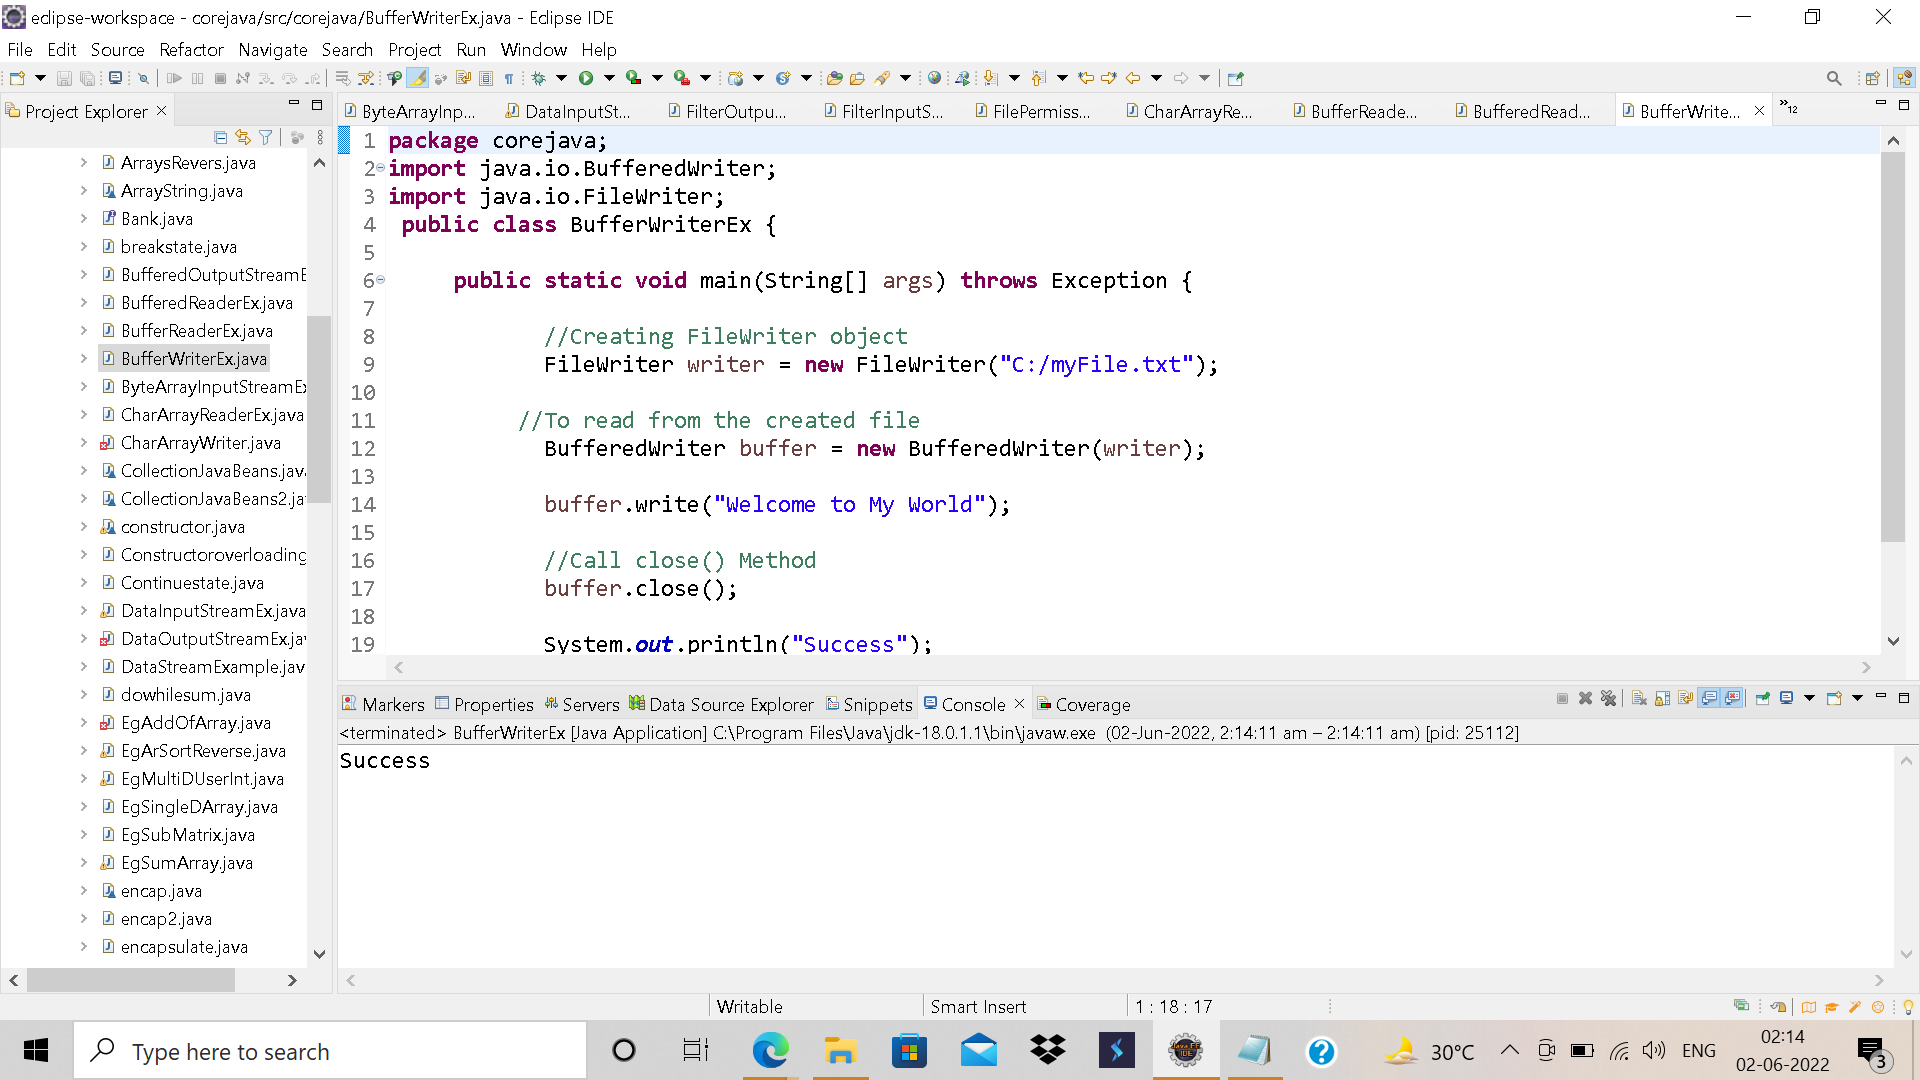 eclipse-workspace - corejava/src/corejava/BufferWriterEx.java - Eclipse IDE
File Edit Source Refactor Navigate Search Project Run Window Help
Project Explorer
ByteArrayInp... DataInputSt... FilterOutpu... FilterInputS... FilePermiss... CharArrayRe... BufferReade... BufferedRead... BufferWrite... »12
ArraysRevers.java
ArrayString.java
Bank.java
breakstate.java
BufferedOutputStreamE
BufferedReaderEx.java
BufferReaderEx.java
BufferWriterEx.java
ByteArrayInputStreamEx
CharArrayReaderEx.java
CharArrayWriter.java
CollectionJavaBeans.java
CollectionJavaBeans2.ja
constructor.java
Constructoroverloading
Continuestate.java
DataInputStreamEx.java
DataOutputStreamEx.jav
DataStreamExample.jav
dowhilesum.java
EgAddOfArray.java
EgArSortReverse.java
EgMultiDUserInt.java
EgSingleDArray.java
EgSubMatrix.java
EgSumArray.java
encap.java
encap2.java
encapsulate.java
1 package corejava;
2 import java.io.BufferedWriter;
3 import java.io.FileWriter;
4 public class BufferWriterEx {
5
6 public static void main(String[] args) throws Exception {
7
8 //Creating FileWriter object
9 FileWriter writer = new FileWriter("C:/myFile.txt");
10
11 //To read from the created file
12 BufferedWriter buffer = new BufferedWriter(writer);
13
14 buffer.write("Welcome to My World");
15
16 //Call close() Method
17 buffer.close();
18
19 System.out.println("Success");
Markers Properties Servers Data Source Explorer Snippets Console Coverage
<terminated> BufferWriterEx [Java Application] C:\Program Files\Java\jdk-18.0.1.1\bin\javaw.exe (02-Jun-2022, 2:14:11 am – 2:14:11 am) [pid: 25112]
Success
Writable Smart Insert 1 : 18 : 17
Type here to search
30°C ENG 02:14
02-06-2022
3